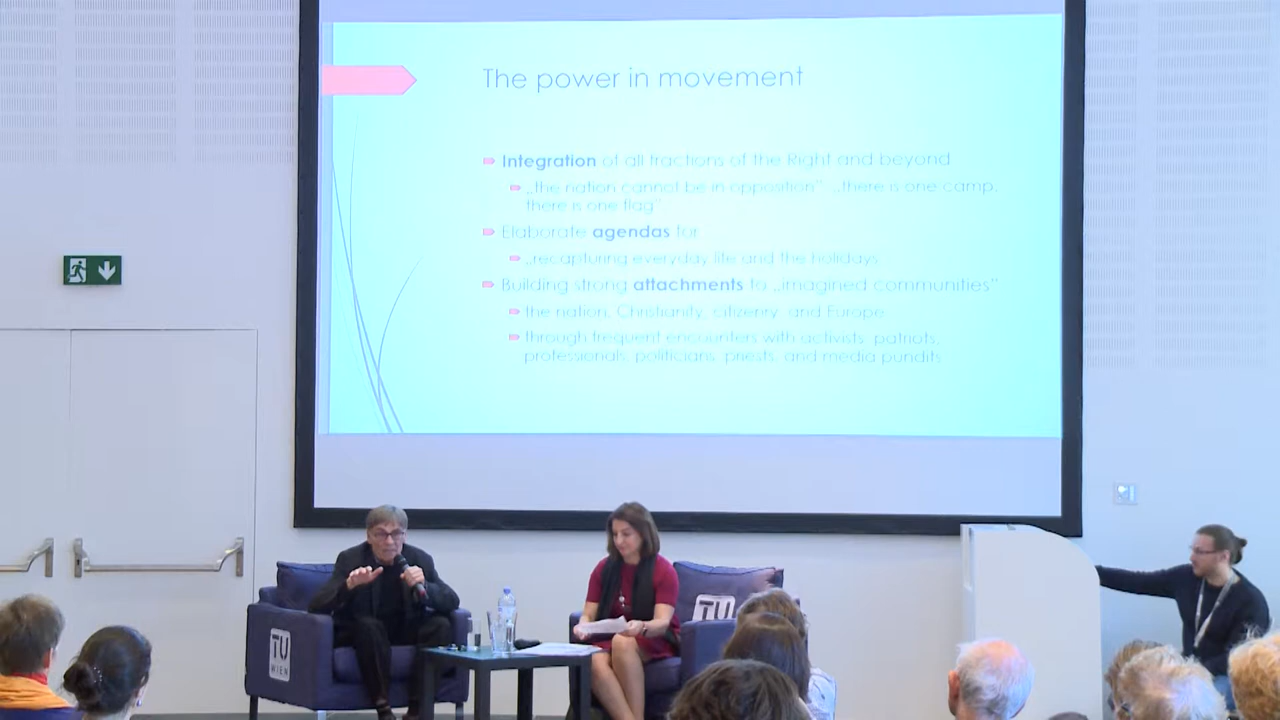 The power in movement
Integration of all fractions of the Right and beyond
„the nation cannot be in opposition” „there is one camp,
there is one flag”
Elaborate agendas for
„recapturing everyday life and the holidays
Building strong attachments to „imagined communities”
the nation, Christianity, citizenry, and Europe
through frequent encounters with activists, patriots,
professionals, politicians, priests, and media pundits
TU
WIEN
TU